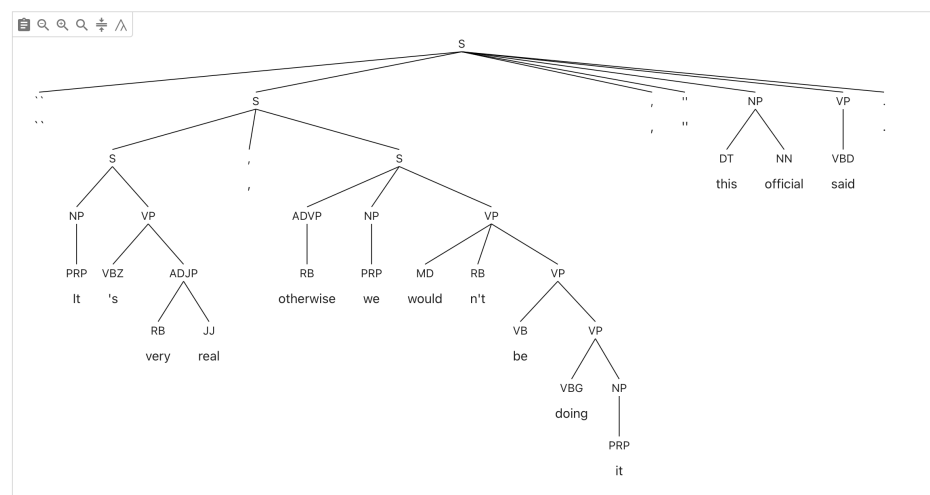 S
`` S , '' NP VP .
`` , '' .
DT NN VBD
S , S
, this official said
NP VP ADVP NP VP
PRP VBZ ADJP RB PRP MD RB VP
It 's otherwise we would n't
RB JJ VB VP
very real be
VBG NP
doing
PRP
it